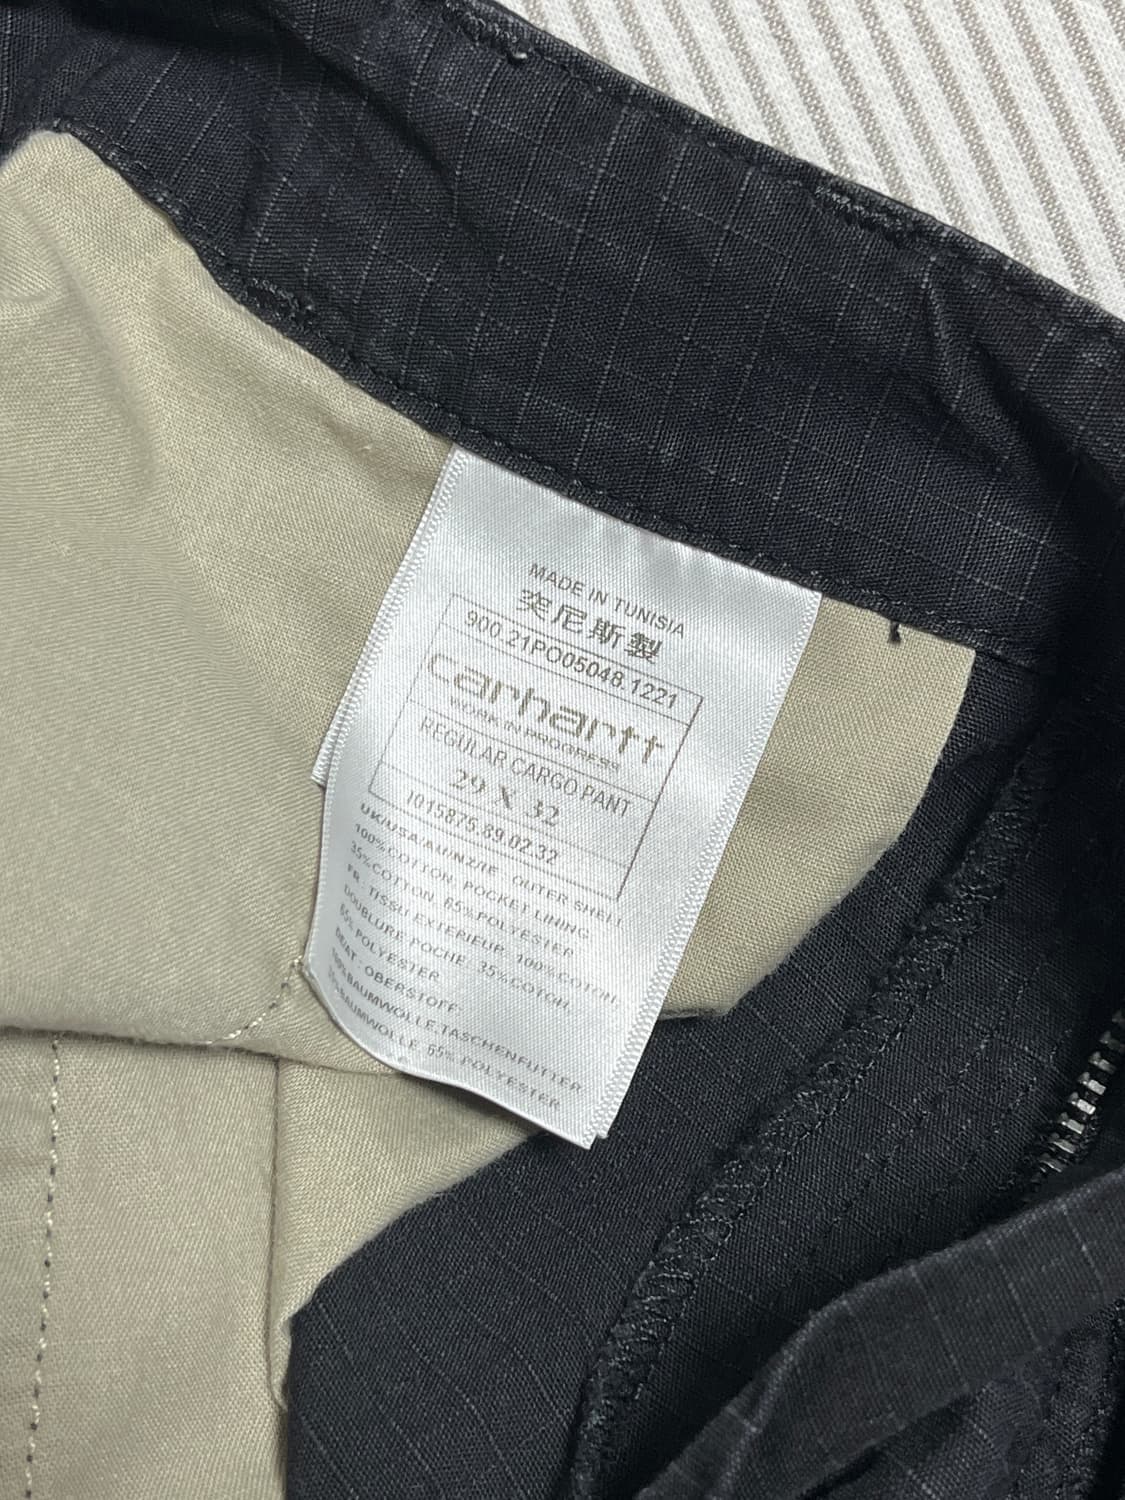 MADE IN TUNISIA
突尼斯製
900.21PO05048.1221
carhartt
WORK IN PROGRESS
REGULAR CARGO PANT
29 X 32
I015875.89.02.32
UK/USA/AU/NZ/IE OUTER SHELL
100%COTTON, POCKET LINING
35%COTTON, 65%POLYESTER
FR. TISSU EXTERIEUR. 100%COTON,
DOUBLURE POCHE. 35%COTON,
65% POLYESTER
DE/AT. OBERSTOFF.
100%BAUMWOLLE,TASCHENFUTTER
35%BAUMWOLLE. 65% POLYESTER